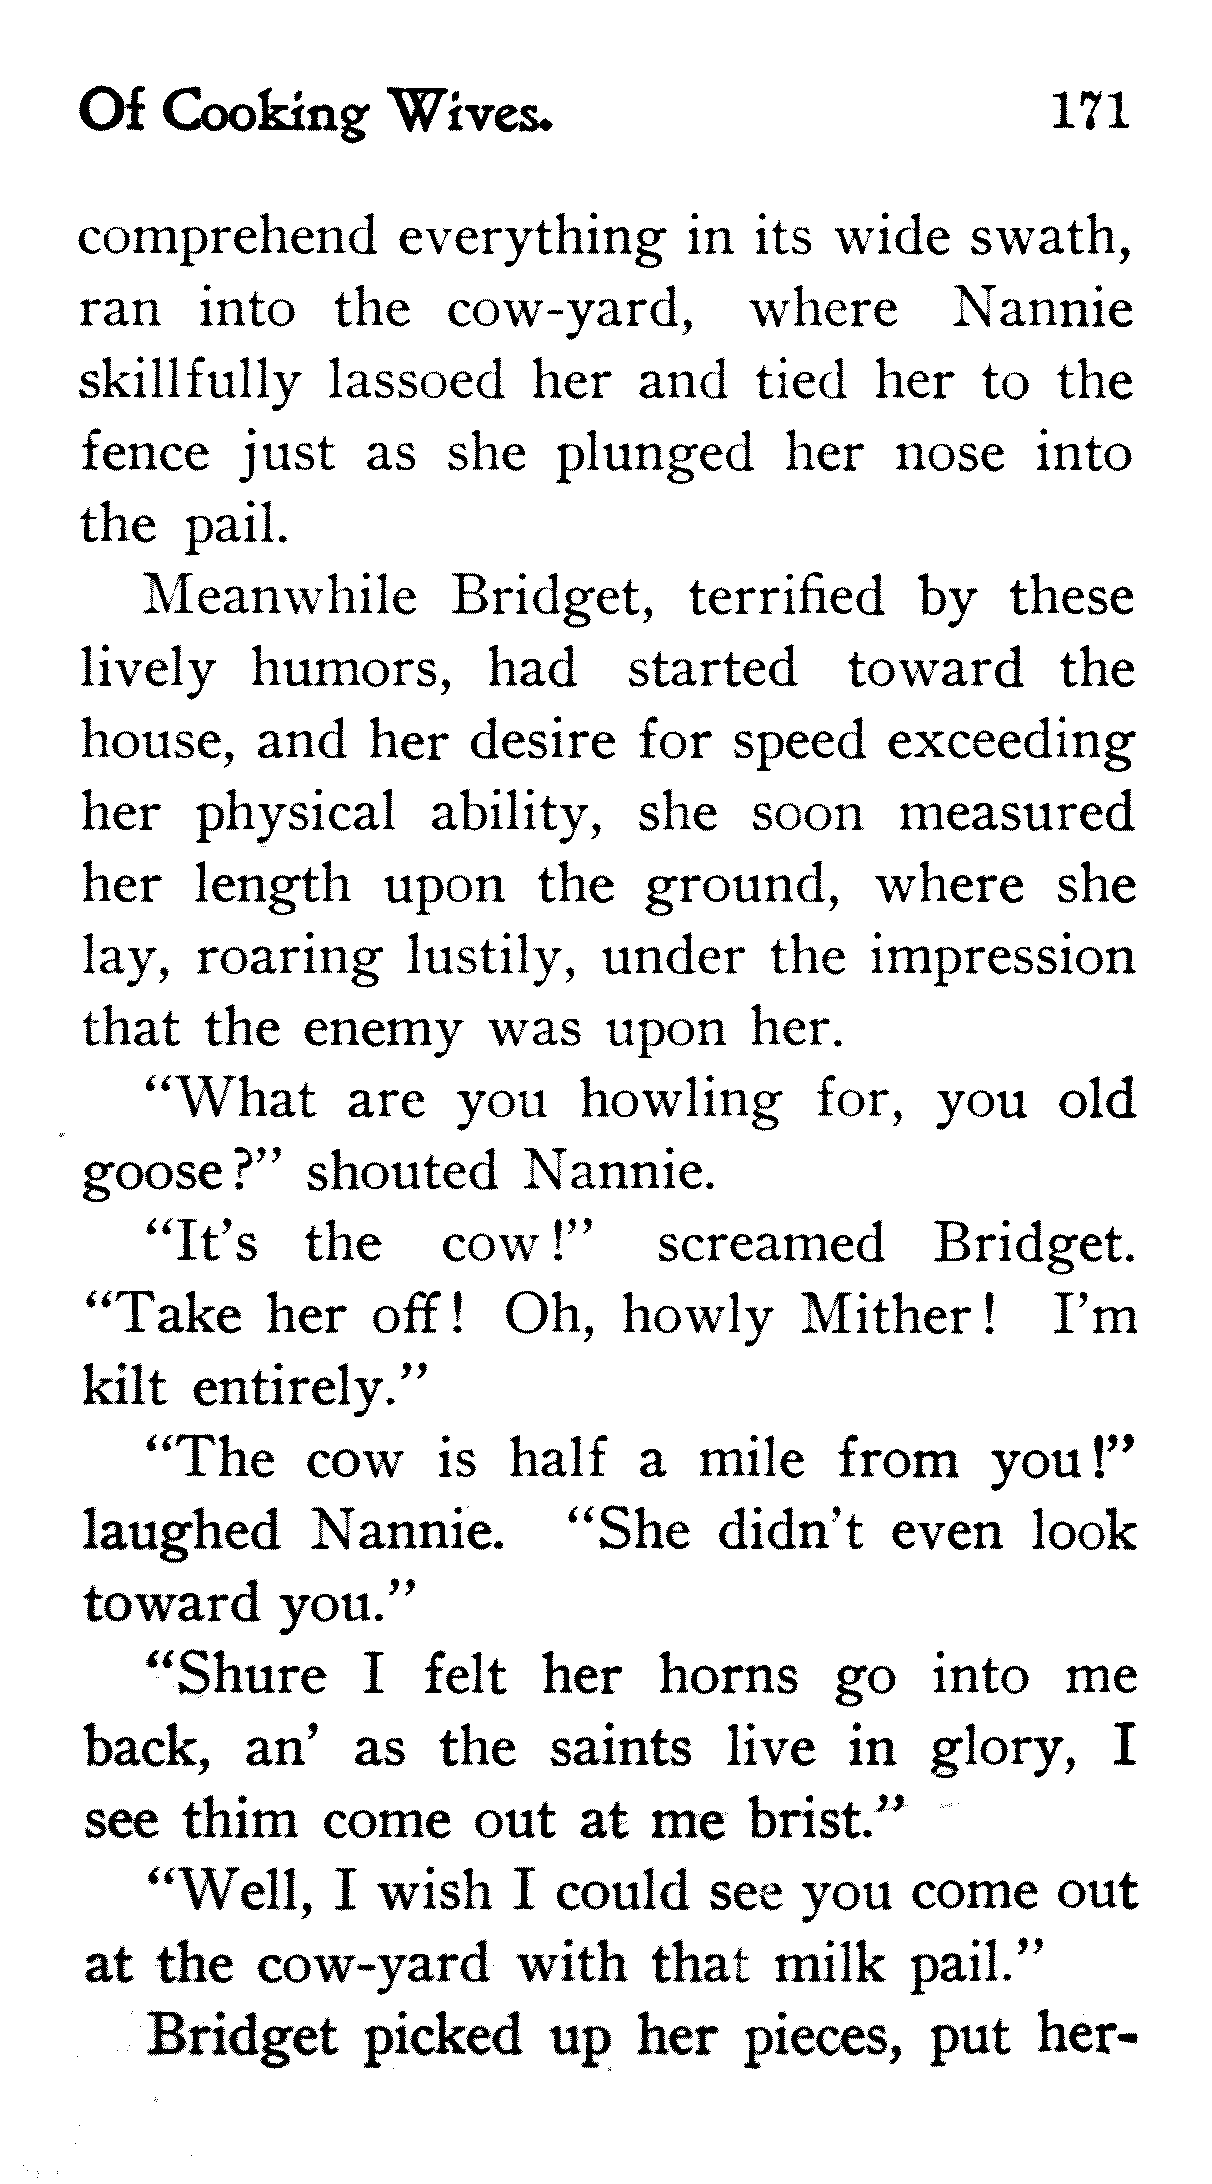 Of Cooking Wives. 171
comprehend everything in its wide swath,
ran into the cow-yard, where Nannie
skillfully lassoed her and tied her to the
fence just as she plunged her nose into
the pail.
Meanwhile Bridget, terrified by these
lively humors, had started toward the
house, and her desire for speed exceeding
her physical ability, she soon measured
her length upon the ground, where she
lay, roaring lustily, under the impression
that the enemy was upon her.
“What are you howling for, you old
goose?” shouted Nannie.
“It’s the cow!” screamed Bridget.
“Take her off! Oh, howly Mither! I’m
kilt entirely.”
“The cow is half a mile from you!”
laughed Nannie. “She didn’t even look
toward you.”
“Shure I felt her horns go into me
back, an’ as the saints live in glory, I
see thim come out at me brist.”
“Well, I wish I could see you come out
at the cow-yard with that milk pail.”
Bridget picked up her pieces, put her-